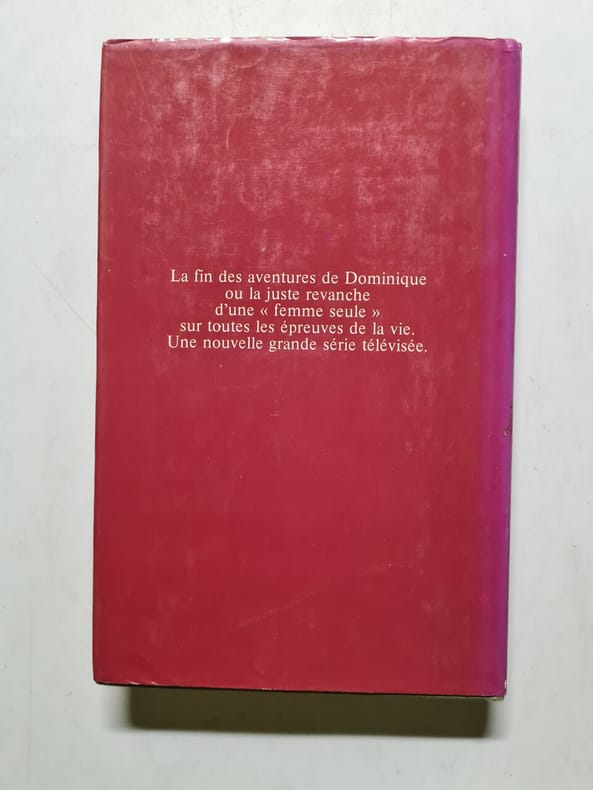 La fin des aventures de Dominique
ou la juste revanche
d'une « femme seule »
sur toutes les épreuves de la vie.
Une nouvelle grande série télévisée.